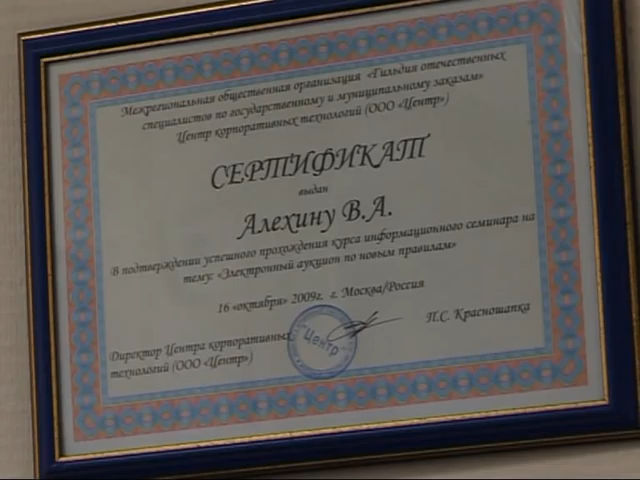 Межрегиональная общественная организация «Гильдия отечественных
специалистов по государственному и муниципальному заказам»
Центр корпоративных технологий (ООО «Центр»)
СЕРТИФИКАТ
выдан
Алехину В.А.
В подтверждении успешного прохождения курса информационного семинара на
тему: «Электронный аукцион по новым правилам»
16 «октября» 2009г. г. Москва/Россия
Директор Центра корпоративных
технологий (ООО «Центр»)
"Центр"
П.С. Красношапка